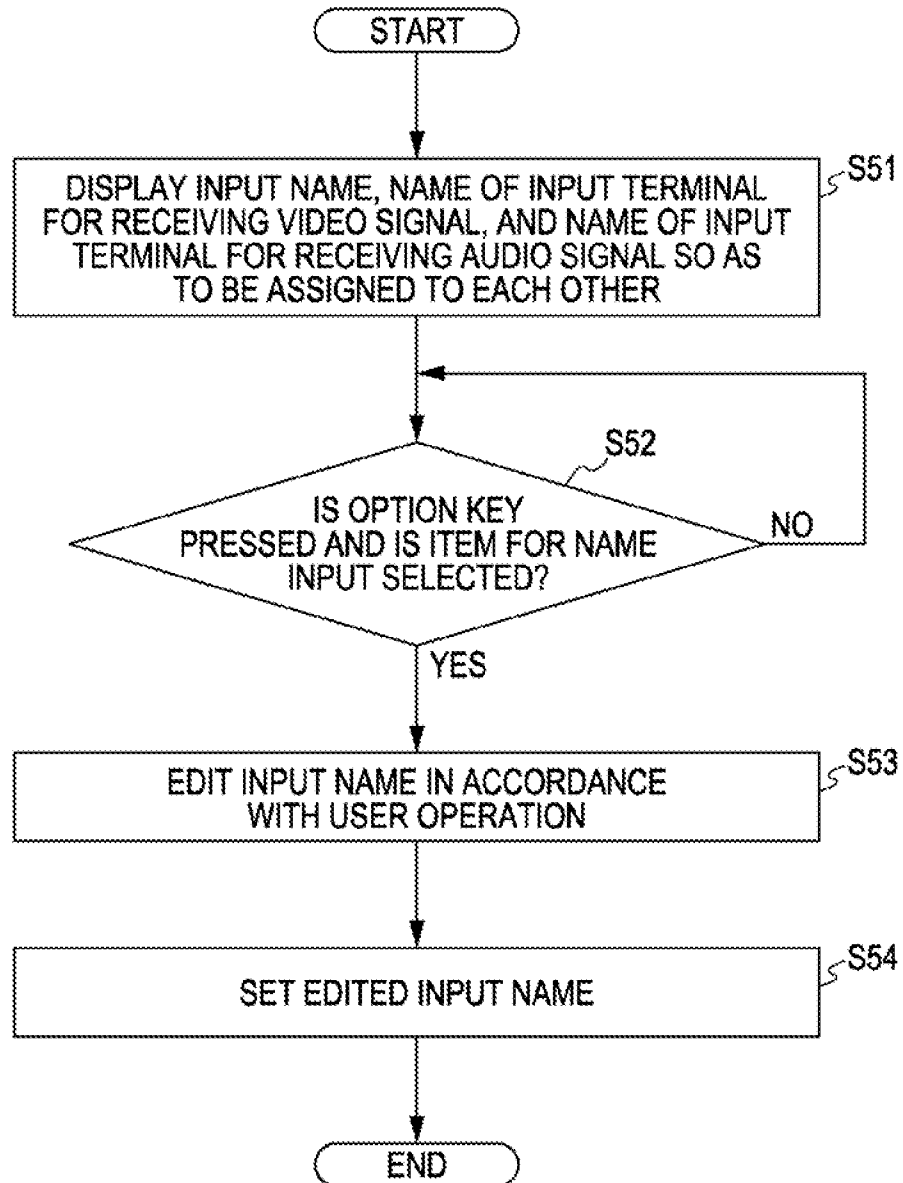 START
S51
DISPLAY INPUT NAME, NAME OF INPUT TERMINAL
FOR RECEIVING VIDEO SIGNAL, AND NAME OF INPUT
TERMINAL FOR RECEIVING AUDIO SIGNAL SO AS
TO BE ASSIGNED TO EACH OTHER
S52
IS OPTION KEY
PRESSED AND IS ITEM FOR NAME
INPUT SELECTED?
NO
YES
S53
EDIT INPUT NAME IN ACCORDANCE
WITH USER OPERATION
S54
SET EDITED INPUT NAME
END